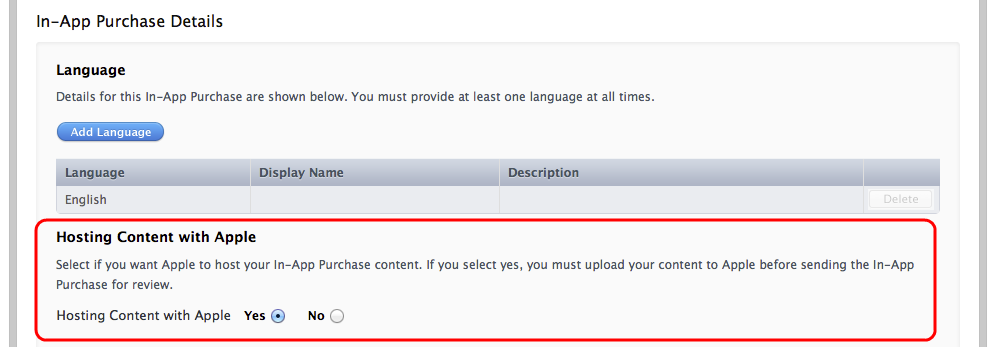 In-App Purchase Details
Language
Details for this In-App Purchase are shown below. You must provide at least one language at all times.
Add Language
Language Display Name Description
English Delete
Hosting Content with Apple
Select if you want Apple to host your In-App Purchase content. If you select yes, you must upload your content to Apple before sending the In-App
Purchase for review.
Hosting Content with Apple Yes No